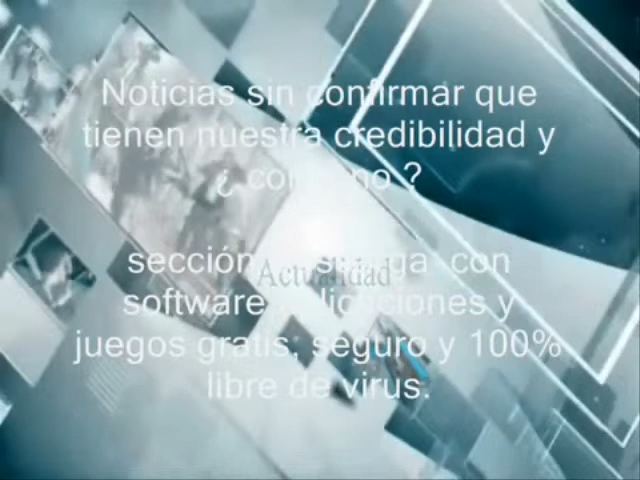 Noticias sin confirmar que
tienen nuestra credibilidad y
¿ no ?
sección con
Actualidad
software y
juegos gratis, seguro y 100%
libre de virus.